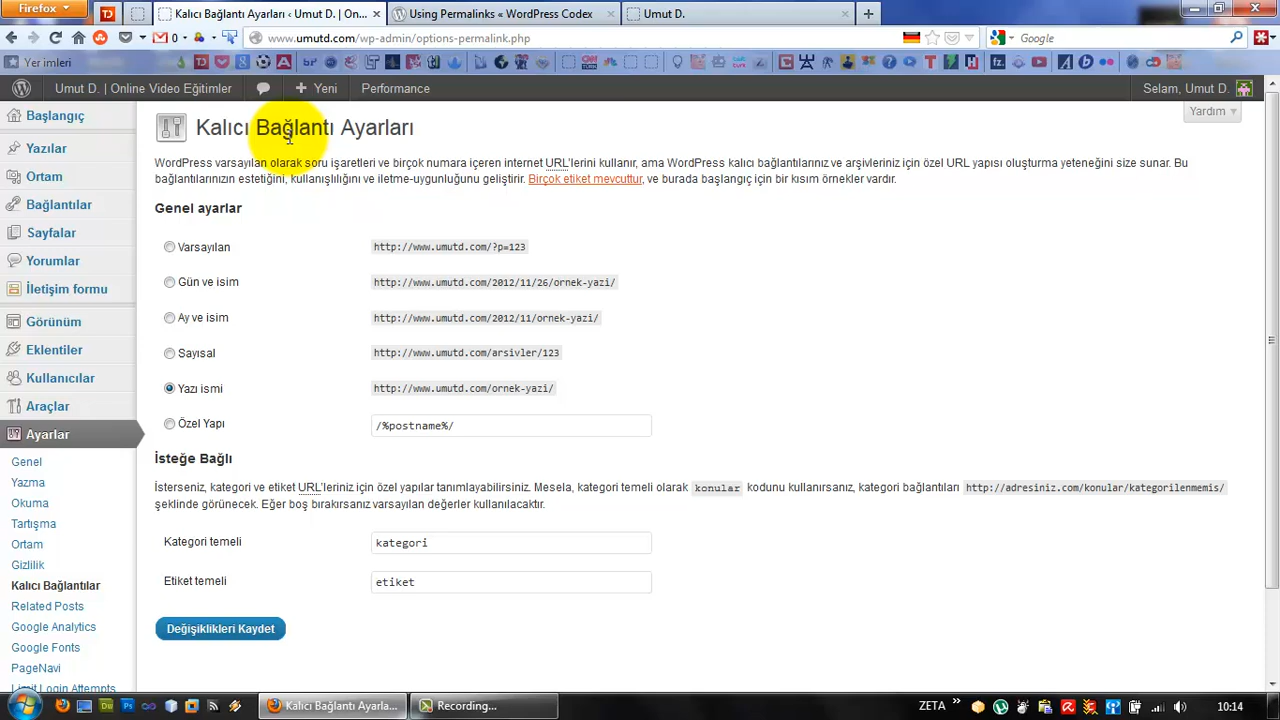 Firefox
Kalıcı Bağlantı Ayarları ‹ Umut D. | On...
Using Permalinks « WordPress Codex
Umut D.
0
www.umutd.com/wp-admin/options-permalink.php
Google
Yer imleri
Umut D. | Online Video Eğitimler
Yeni
Performance
Selam, Umut D.
Başlangıç
Yazılar
Ortam
Bağlantılar
Sayfalar
Yorumlar
İletişim formu
Görünüm
Eklentiler
Kullanıcılar
Araçlar
Ayarlar
Genel
Yazma
Okuma
Tartışma
Ortam
Gizlilik
Kalıcı Bağlantılar
Related Posts
Google Analytics
Google Fonts
PageNavi
Limit Login Attempts
Yardım
Kalıcı Bağlantı Ayarları
WordPress varsayılan olarak soru işaretleri ve birçok numara içeren internet URL'lerini kullanır, ama WordPress kalıcı bağlantılarınız ve arşivleriniz için özel URL yapısı oluşturma yeteneğini size sunar. Bu
bağlantılarınızın estetiğini, kullanışlılığını ve iletme-uygunluğunu geliştirir. Birçok etiket mevcuttur, ve burada başlangıç için bir kısım örnekler vardır.
Genel ayarlar
Varsayılan http://www.umutd.com/?p=123
Gün ve isim http://www.umutd.com/2012/11/26/ornek-yazi/
Ay ve isim http://www.umutd.com/2012/11/ornek-yazi/
Sayısal http://www.umutd.com/arsivler/123
Yazı ismi http://www.umutd.com/ornek-yazi/
Özel Yapı /%postname%/
İsteğe Bağlı
İsterseniz, kategori ve etiket URL'leriniz için özel yapılar tanımlayabilirsiniz. Mesela, kategori temeli olarak konular kodunu kullanırsanız, kategori bağlantıları http://adresiniz.com/konular/kategorilenmemis/
şeklinde görünecek. Eğer boş bırakırsanız varsayılan değerler kullanılacaktır.
Kategori temeli kategori
Etiket temeli etiket
Değişiklikleri Kaydet
Kalıcı Bağlantı Ayarla...
Recording...
ZETA
10:14